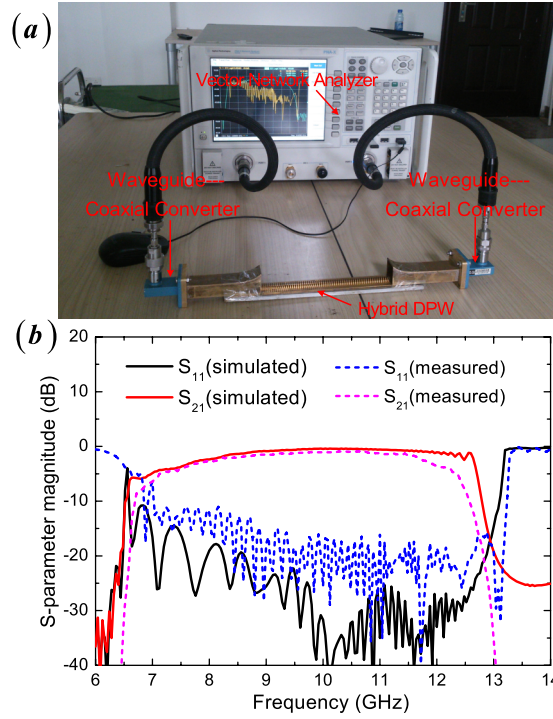 (a)
Vector Network
Analyzer
Waveguide—
Coaxial Converter
Waveguide—
Coaxial Converter
Hybrid DPW
(b)
S₁₁(simulated)
S₁₁(measured)
S₂₁(simulated)
S₂₁(measured)
S-parameter magnitude (dB)
20
10
0
-10
-20
-30
-40
6 7 8 9 10 11 12 13 14
Frequency (GHz)